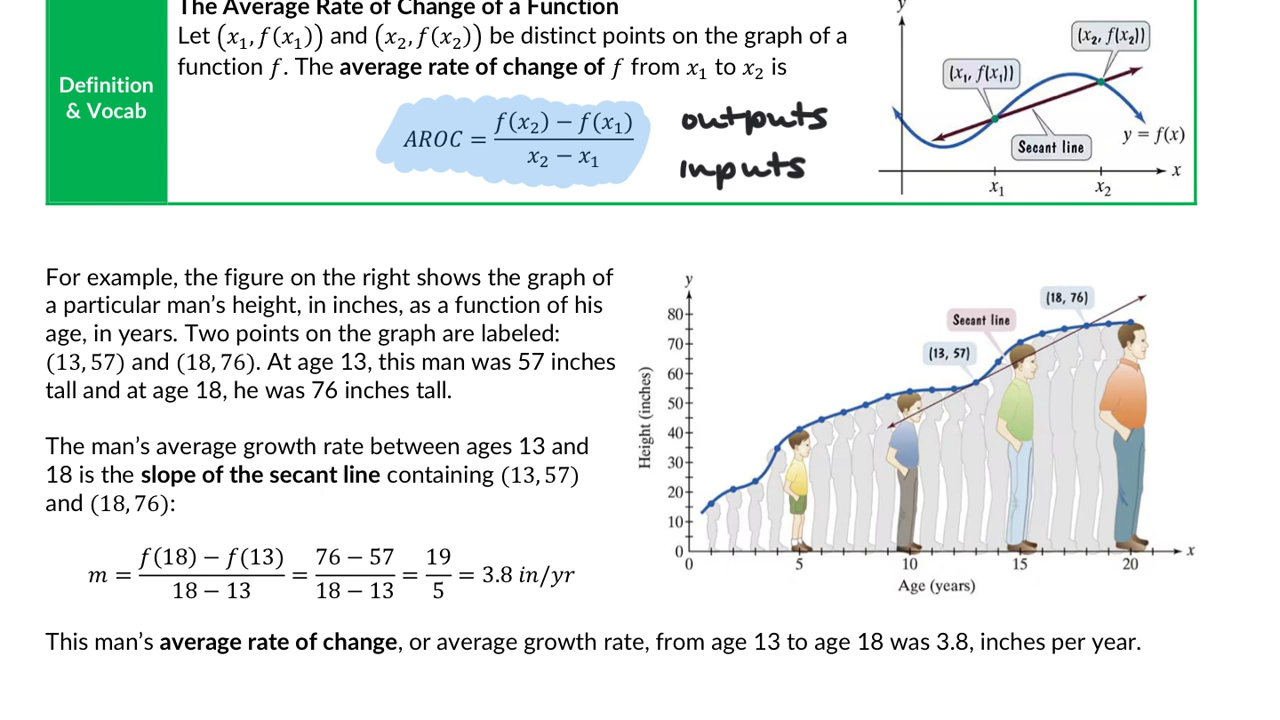 The Average Rate of Change of a Function
Let (x₁, f(x₁)) and (x₂, f(x₂)) be distinct points on the graph of a
function f. The average rate of change of f from x₁ to x₂ is
Definition
& Vocab
AROC = f(x₂) − f(x₁) / x₂ − x₁
outputs
inputs
y
(x₂, f(x₂))
(x₁, f(x₁))
y = f(x)
Secant line
x
x₁
x₂
For example, the figure on the right shows the graph of
a particular man’s height, in inches, as a function of his
age, in years. Two points on the graph are labeled:
(13, 57) and (18, 76). At age 13, this man was 57 inches
tall and at age 18, he was 76 inches tall.
The man’s average growth rate between ages 13 and
18 is the slope of the secant line containing (13, 57)
and (18, 76):
m = f(18) − f(13) / 18 − 13 = 76 − 57 / 18 − 13 = 19 / 5 = 3.8 in/yr
y
80
70
60
50
40
30
20
10
0
Height (inches)
(18, 76)
Secant line
(13, 57)
0
5
10
15
20
x
Age (years)
This man’s average rate of change, or average growth rate, from age 13 to age 18 was 3.8, inches per year.